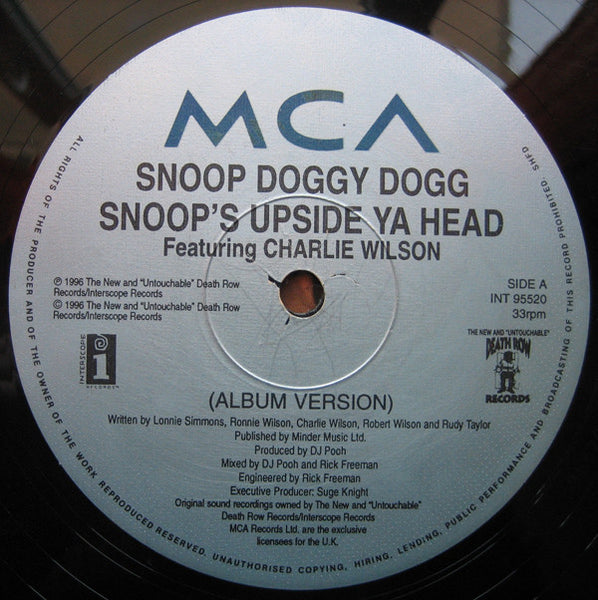 MCA
SNOOP DOGGY DOGG
SNOOP'S UPSIDE YA HEAD
Featuring CHARLIE WILSON
℗ 1996 The New and "Untouchable" Death Row
Records/Interscope Records
© 1996 The New and "Untouchable" Death Row
Records/Interscope Records
SIDE A
INT 95520
33rpm
INTERSCOPE
i
RECORDS
THE NEW AND "UNTOUCHABLE"
DEATH ROW
RECORDS
(ALBUM VERSION)
Written by Lonnie Simmons, Ronnie Wilson, Charlie Wilson, Robert Wilson and Rudy Taylor
Published by Minder Music Ltd.
Produced by DJ Pooh
Mixed by DJ Pooh and Rick Freeman
Engineered by Rick Freeman
Executive Producer: Suge Knight
Original sound recordings owned by The New and "Untouchable"
Death Row Records/Interscope Records
MCA Records Ltd. are the exclusive
licensees for the U.K.
ALL RIGHTS OF THE PRODUCER AND OF THE OWNER OF THE WORK REPRODUCED RESERVED. UNAUTHORISED COPYING, HIRING, LENDING, PUBLIC PERFORMANCE AND BROADCASTING OF THIS RECORD PROHIBITED. SHFD